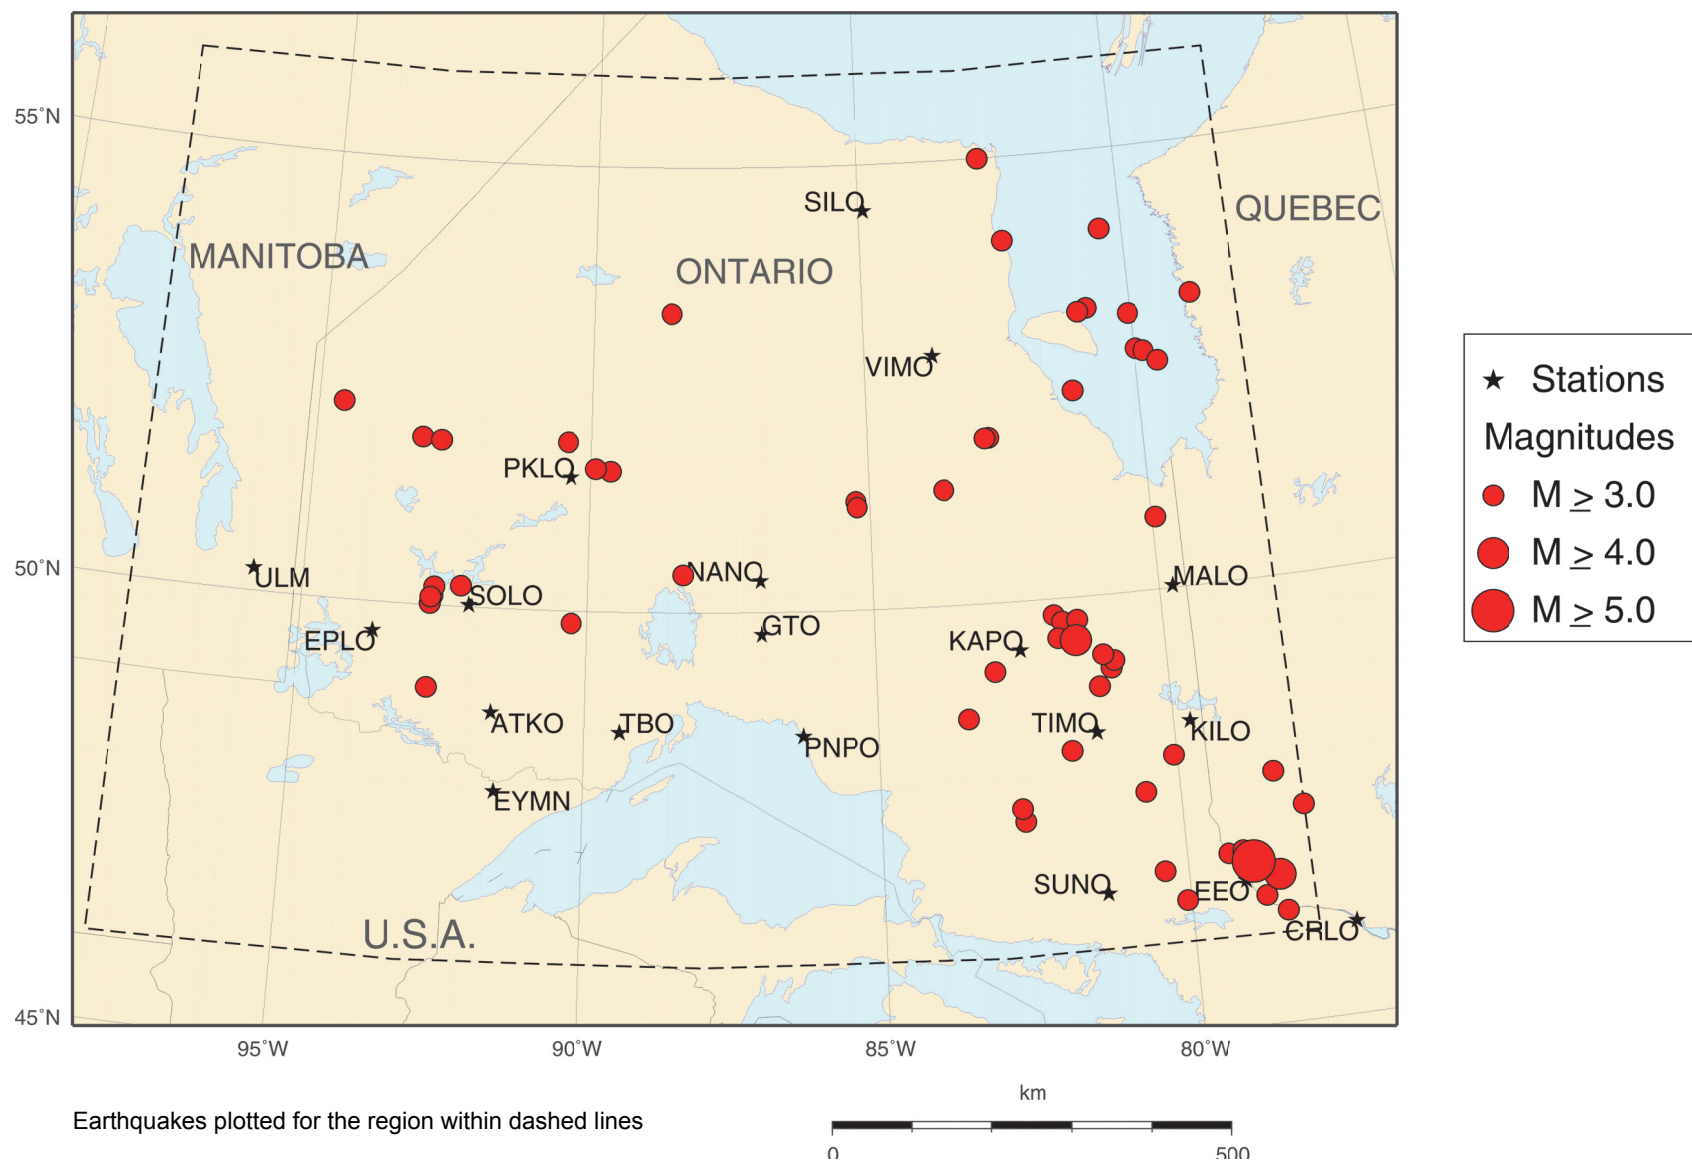 55°N
SILO
QUEBEC
MANITOBA
ONTARIO
VIMO
Stations
Magnitudes
PKLO
M ≥ 3.0
M ≥ 4.0
50°N
ULM
NANO
MALO
SOLO
M ≥ 5.0
EPLO
GTO
KAPO
ATKO
TBO
TIMO
KILO
PNPO
EYMN
SUNO
EEO
U.S.A.
CRLO
45°N
95°W
90°W
85°W
80°W
km
Earthquakes plotted for the region within dashed lines
0
500